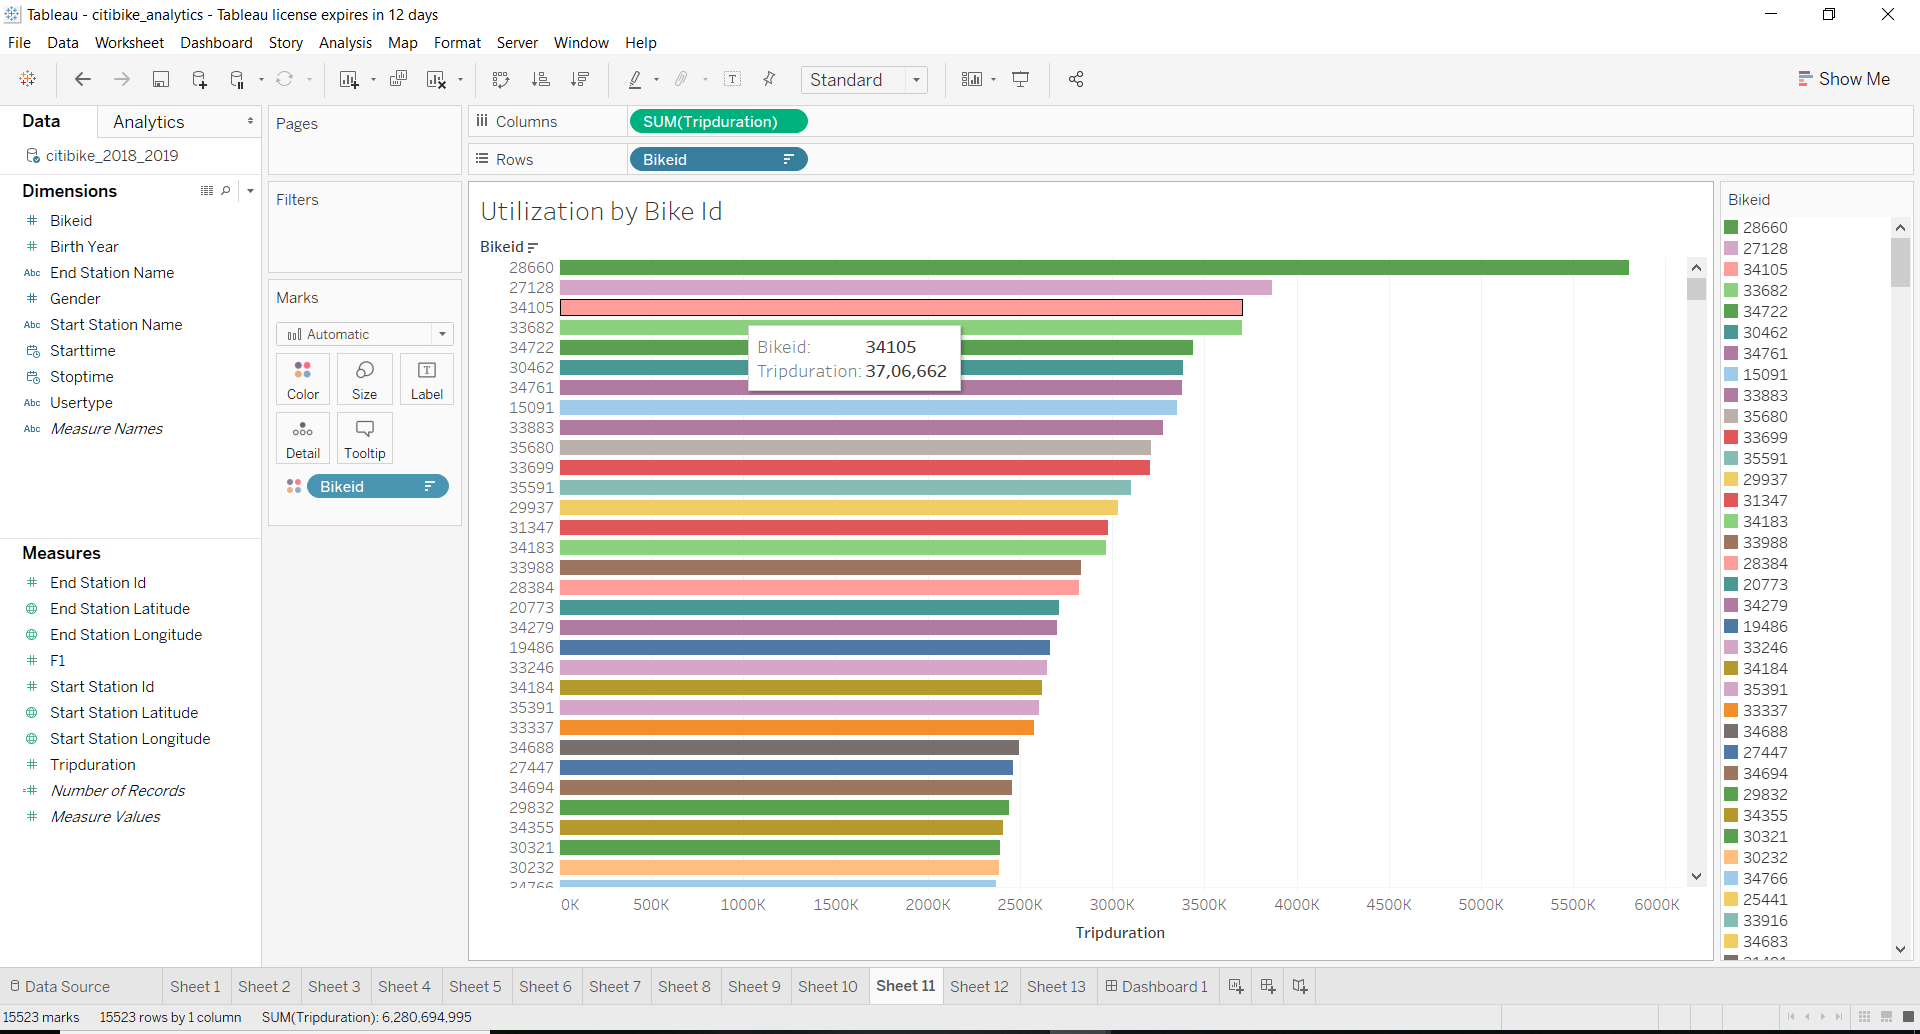 Tableau - citibike_analytics - Tableau license expires in 12 days
File Data Worksheet Dashboard Story Analysis Map Format Server Window Help
Standard
Show Me
Data
Analytics
citibike_2018_2019
Dimensions
Bikeid
Birth Year
Abc End Station Name
Gender
Abc Start Station Name
Starttime
Stoptime
Abc Usertype
Abc Measure Names
Measures
End Station Id
End Station Latitude
End Station Longitude
F1
Start Station Id
Start Station Latitude
Start Station Longitude
Tripduration
Number of Records
Measure Values
Pages
Filters
Marks
Automatic
Color
Size
Label
Detail
Tooltip
Bikeid
Columns
SUM(Tripduration)
Rows
Bikeid
Utilization by Bike Id
Bikeid
28660
27128
34105
33682
34722
30462
34761
15091
33883
35680
33699
35591
29937
31347
34183
33988
28384
20773
34279
19486
33246
34184
35391
33337
34688
27447
34694
29832
34355
30321
30232
34766
Bikeid: 34105
Tripduration: 37,06,662
0K 500K 1000K 1500K 2000K 2500K 3000K 3500K 4000K 4500K 5000K 5500K 6000K
Tripduration
Bikeid
28660
27128
34105
33682
34722
30462
34761
15091
33883
35680
33699
35591
29937
31347
34183
33988
28384
20773
34279
19486
33246
34184
35391
33337
34688
27447
34694
29832
34355
30321
30232
34766
25441
33916
34683
Data Source
Sheet 1
Sheet 2
Sheet 3
Sheet 4
Sheet 5
Sheet 6
Sheet 7
Sheet 8
Sheet 9
Sheet 10
Sheet 11
Sheet 12
Sheet 13
Dashboard 1
15523 marks
15523 rows by 1 column
SUM(Tripduration): 6,280,694,995